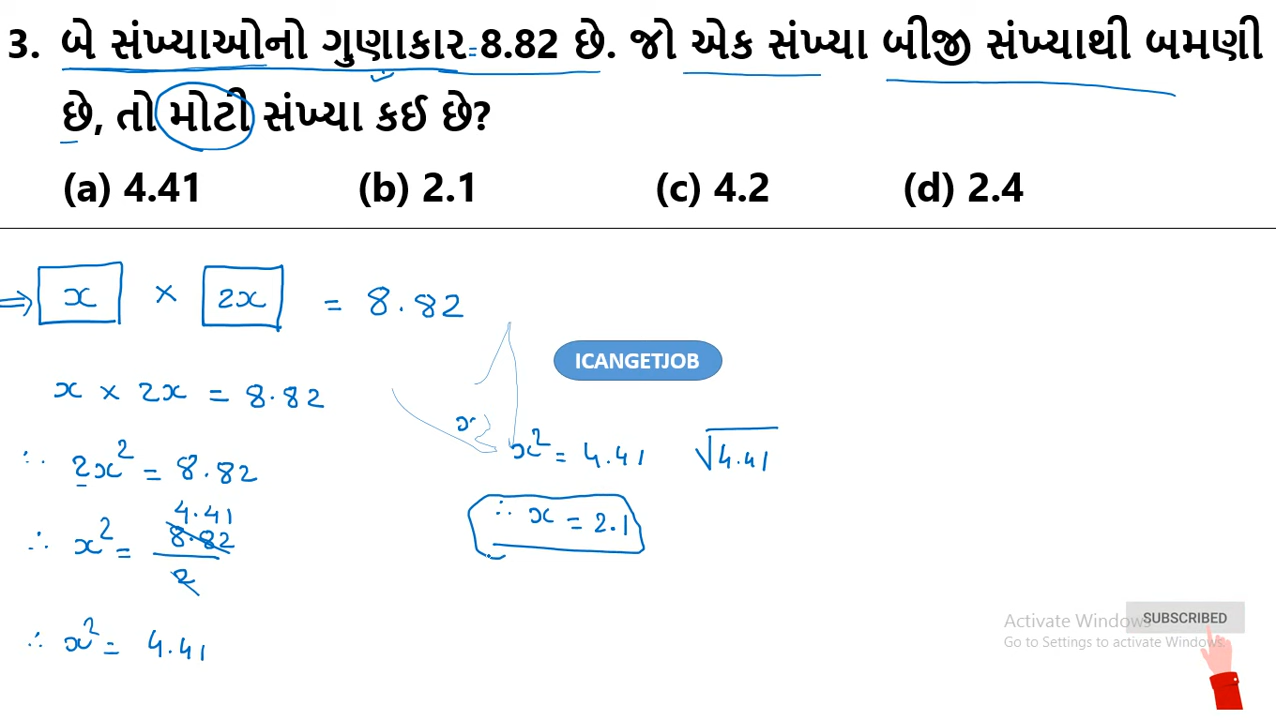 3. બે સંખ્યાઓનો ગુણાકાર=8.82 છે. જો એક સંખ્યા બીજી સંખ્યાથી બમણી
છે, તો મોટી સંખ્યા કઈ છે?
(a) 4.41 (b) 2.1 (c) 4.2 (d) 2.4
⇒ x × 2x = 8.82
ICANGETJOB
x × 2x = 8.82
x
x² = 4.41 √4.41
∵ 2x² = 8.82
4.41
∴ x² = 8.82/2
∴ x = 2.1
∴ x² = 4.41
Activate Windows
Go to Settings to activate Windows.
SUBSCRIBED